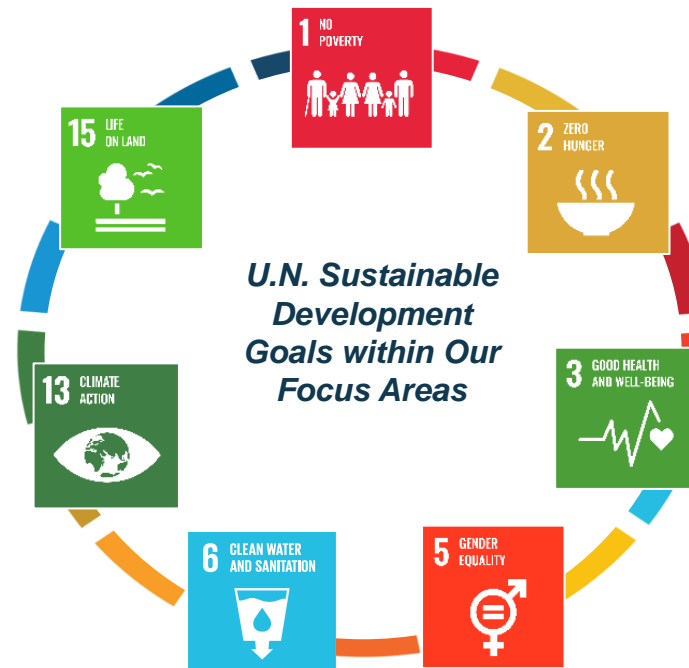 1 NO
POVERTY
2 ZERO
HUNGER
3 GOOD HEALTH
AND WELL-BEING
5 GENDER
EQUALITY
6 CLEAN WATER
AND SANITATION
13 CLIMATE
ACTION
15 LIFE
ON LAND
U.N. Sustainable
Development
Goals within Our
Focus Areas